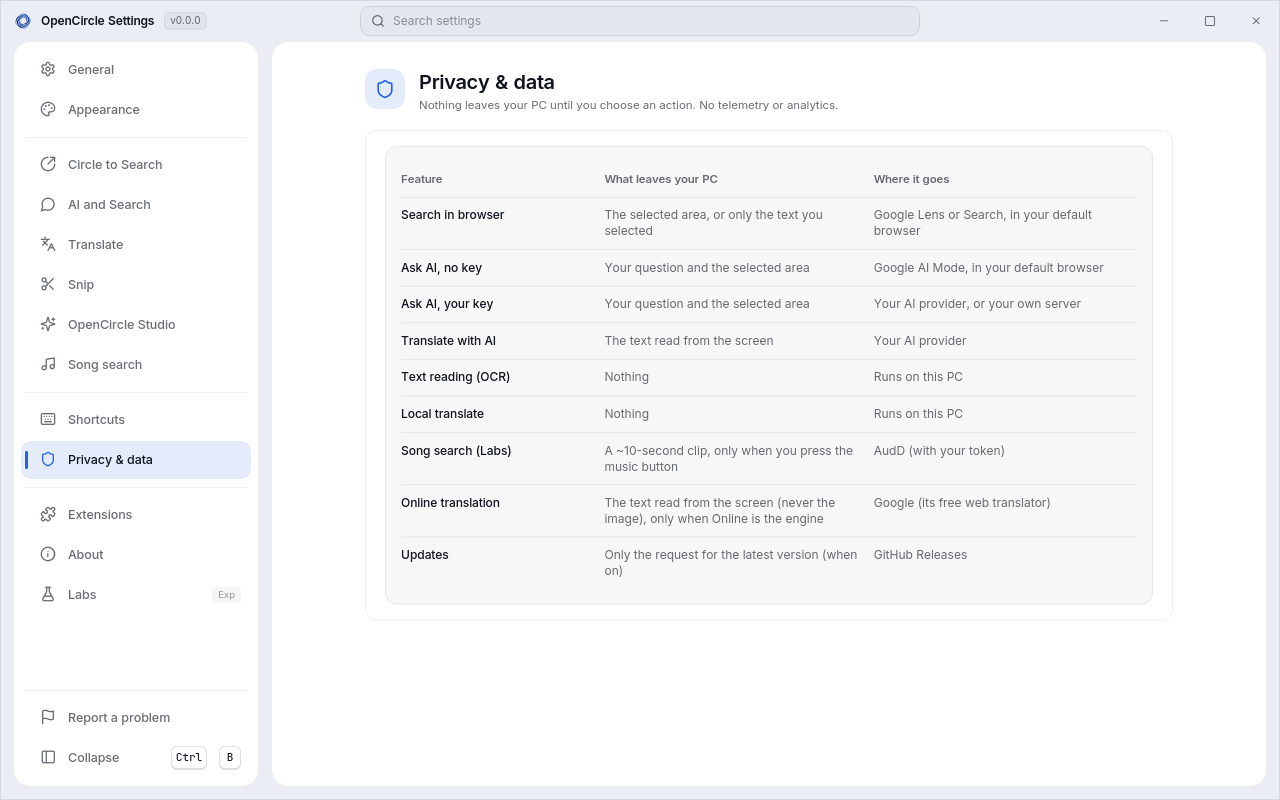 OpenCircle Settings v0.0.0
Search settings
General
Appearance
Circle to Search
AI and Search
Translate
Snip
OpenCircle Studio
Song search
Shortcuts
Privacy & data
Extensions
About
Labs Exp
Report a problem
Collapse Ctrl B
Privacy & data
Nothing leaves your PC until you choose an action. No telemetry or analytics.
Feature What leaves your PC Where it goes
Search in browser
The selected area, or only the text you
selected
Google Lens or Search, in your default
browser
Ask AI, no key Your question and the selected area Google AI Mode, in your default browser
Ask AI, your key Your question and the selected area Your AI provider, or your own server
Translate with AI The text read from the screen Your AI provider
Text reading (OCR) Nothing Runs on this PC
Local translate Nothing Runs on this PC
Song search (Labs)
A ~10-second clip, only when you press the
music button
AudD (with your token)
Online translation
The text read from the screen (never the
image), only when Online is the engine
Google (its free web translator)
Updates
Only the request for the latest version (when
on)
GitHub Releases